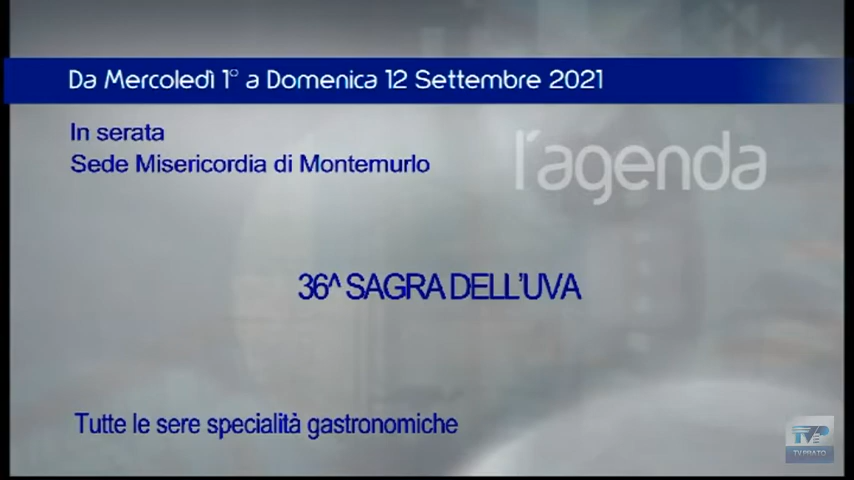 Da Mercoledì 1° a Domenica 12 Settembre 2021
In serata
Sede Misericordia di Montemurlo
l'agenda
36^ SAGRA DELL'UVA
Tutte le sere specialità gastronomiche
TVP
TV PRATO